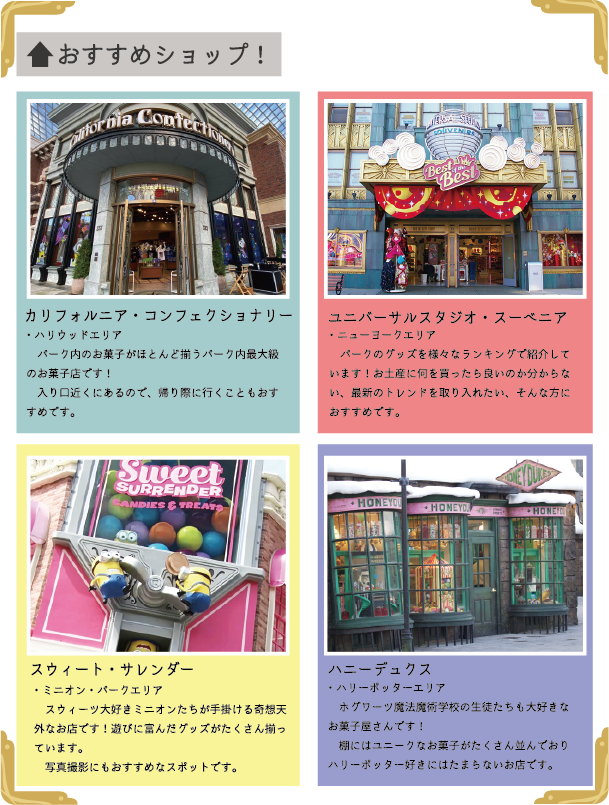 おすすめショップ！
California Confectionery
カリフォルニア・コンフェクショナリー
・ハリウッドエリア
パーク内のお菓子がほとんど揃うパーク内最大級
のお菓子店です！
入り口近くにあるので、帰り際に行くこともおす
すめです。
SOUVENIRS
Best of the Best
ユニバーサルスタジオ・スーベニア
・ニューヨークエリア
パークのグッズを様々なランキングで紹介して
います！お土産に何を買ったら良いのか分からな
い、最新のトレンドを取り入れたい、そんな方に
おすすめです。
Sweet
SURRENDER
CANDIES & TREATS
スウィート・サレンダー
・ミニオン・パークエリア
スウィーツ大好きミニオンたちが手掛ける奇想天
外なお店です！遊びに富んだグッズがたくさん揃っ
ています。
写真撮影にもおすすめなスポットです。
HONEYDUKES
HONEYDU
HONEYD
ハニーデュクス
・ハリーポッターエリア
ホグワーツ魔法魔術学校の生徒たちも大好きな
お菓子屋さんです！
棚にはユニークなお菓子がたくさん並んでおり
ハリーポッター好きにはたまらないお店です。